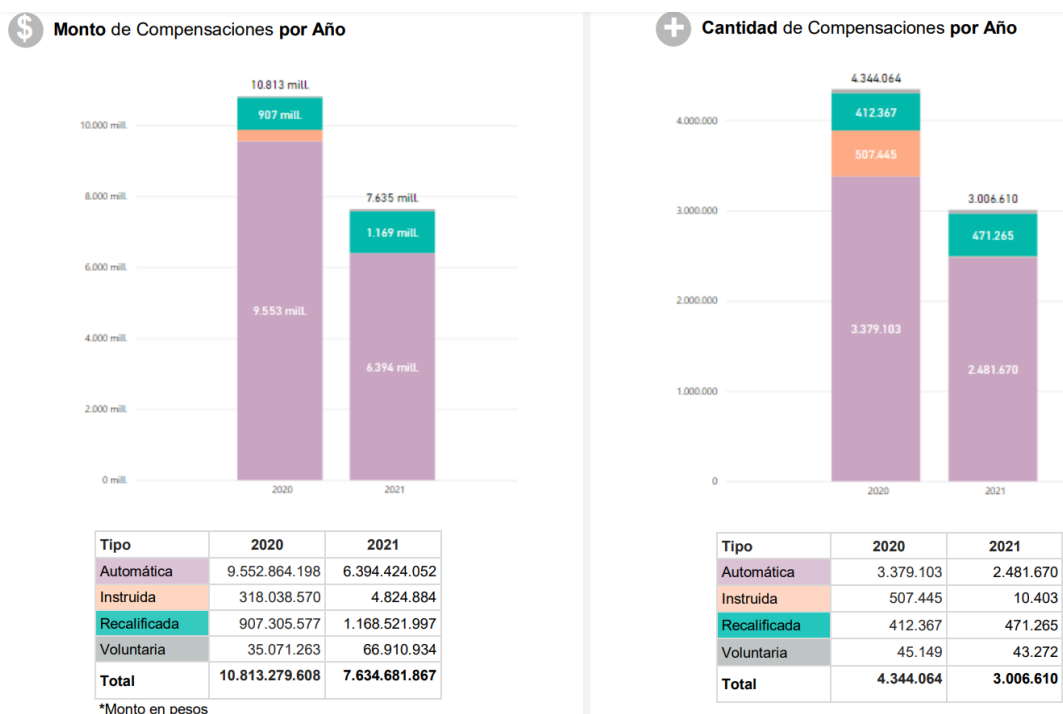 $ Monto de Compensaciones por Año
10.813 mill.
907 mill.
10.000 mill.
8.000 mill.
7.635 mill.
1.169 mill.
6.000 mill.
9.553 mill.
4.000 mill.
6.394 mill.
2.000 mill.
0 mill.
2020 2021
Tipo 2020 2021
Automática 9.552.864.198 6.394.424.052
Instruida 318.038.570 4.824.884
Recalificada 907.305.577 1.168.521.997
Voluntaria 35.071.263 66.910.934
Total 10.813.279.608 7.634.681.867
*Monto en pesos
+ Cantidad de Compensaciones por Año
4.344.064
412.367
4.000.000
507.445
3.006.610
3.000.000
471.265
2.000.000
3.379.103
2.481.670
1.000.000
0
2020 2021
Tipo 2020 2021
Automática 3.379.103 2.481.670
Instruida 507.445 10.403
Recalificada 412.367 471.265
Voluntaria 45.149 43.272
Total 4.344.064 3.006.610